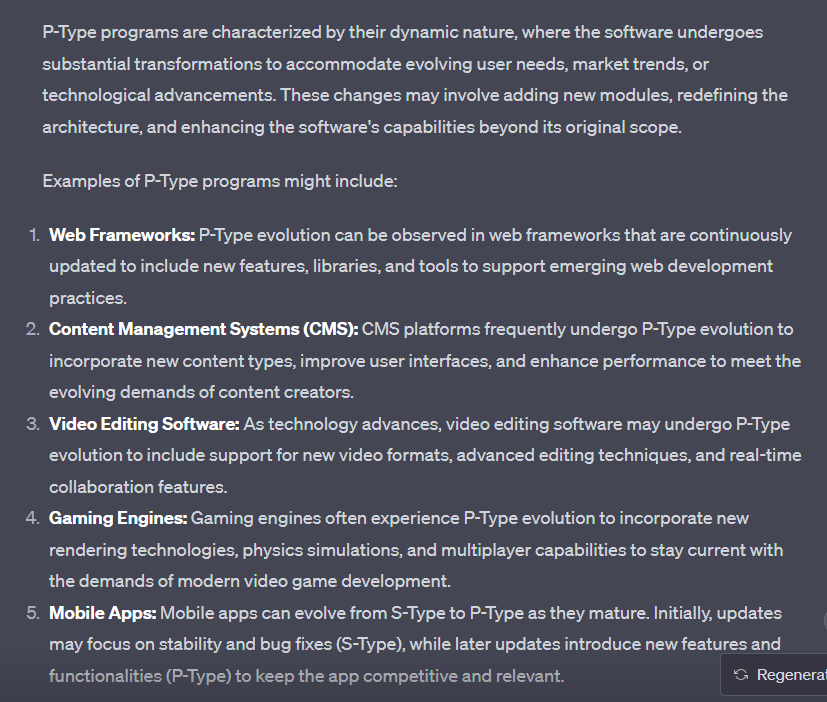 P-Type programs are characterized by their dynamic nature, where the software undergoes
substantial transformations to accommodate evolving user needs, market trends, or
technological advancements. These changes may involve adding new modules, redefining the
architecture, and enhancing the software's capabilities beyond its original scope.
Examples of P-Type programs might include:
1. Web Frameworks: P-Type evolution can be observed in web frameworks that are continuously
updated to include new features, libraries, and tools to support emerging web development
practices.
2. Content Management Systems (CMS): CMS platforms frequently undergo P-Type evolution to
incorporate new content types, improve user interfaces, and enhance performance to meet the
evolving demands of content creators.
3. Video Editing Software: As technology advances, video editing software may undergo P-Type
evolution to include support for new video formats, advanced editing techniques, and real-time
collaboration features.
4. Gaming Engines: Gaming engines often experience P-Type evolution to incorporate new
rendering technologies, physics simulations, and multiplayer capabilities to stay current with
the demands of modern video game development.
5. Mobile Apps: Mobile apps can evolve from S-Type to P-Type as they mature. Initially, updates
may focus on stability and bug fixes (S-Type), while later updates introduce new features and
functionalities (P-Type) to keep the app competitive and relevant.
Regenerat